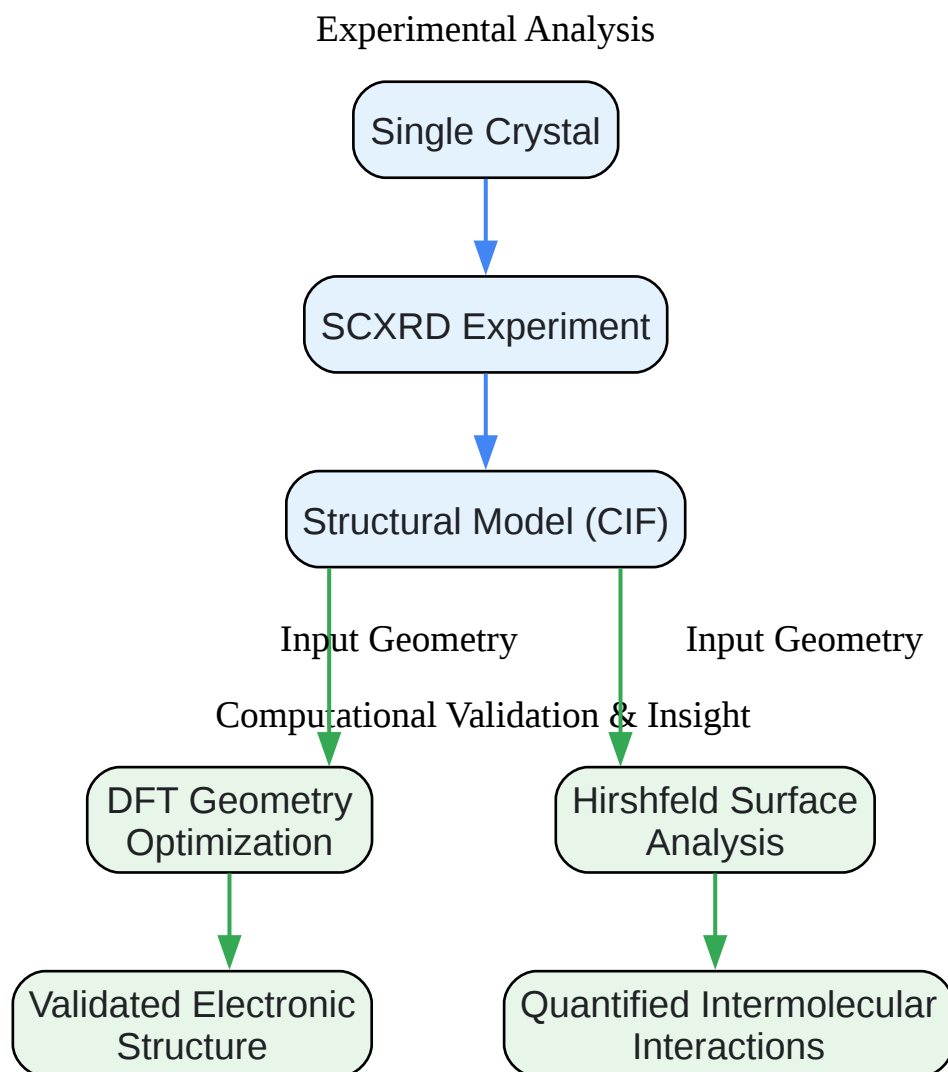 Experimental Analysis
Single Crystal
SCXRD Experiment
Structural Model (CIF)
Input Geometry
Input Geometry
Computational Validation & Insight
DFT Geometry
Optimization
Hirshfeld Surface
Analysis
Validated Electronic
Structure
Quantified Intermolecular
Interactions